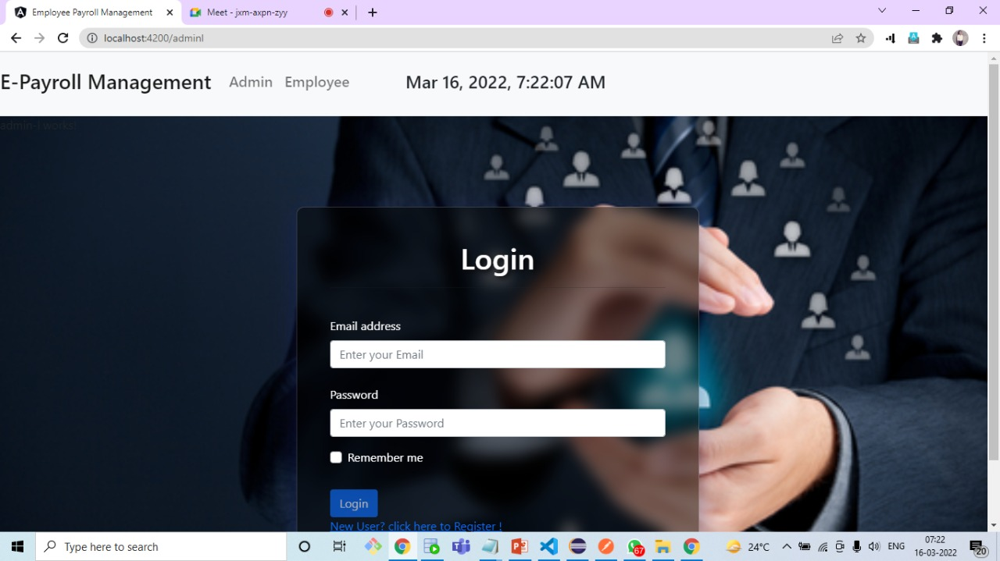 Employee Payroll Management
Meet - jxm-axpn-zyy
localhost:4200/adminl
E-Payroll Management Admin Employee Mar 16, 2022, 7:22:07 AM
admin-l works!
Login
Email address
Enter your Email
Password
Enter your Password
Remember me
Login
New User? click here to Register !
Type here to search
67
24°C
ENG
07:22
16-03-2022
20